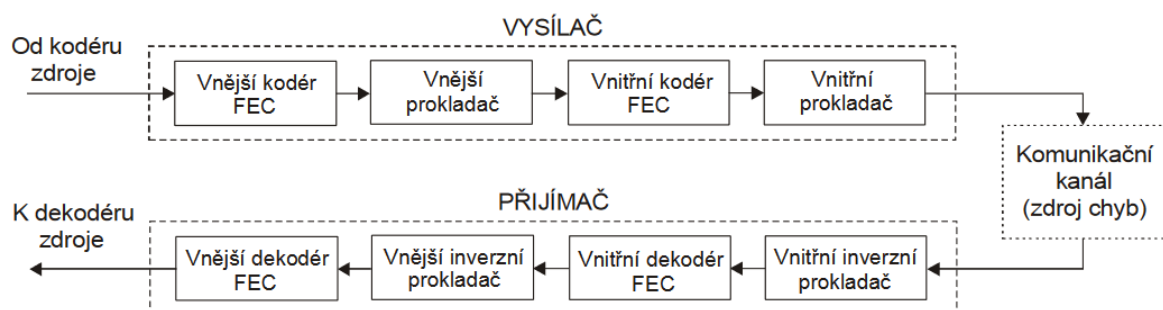 VYSÍLAČ
Od kodéru
zdroje
Vnější kodér
FEC
Vnější
prokladač
Vnitřní kodér
FEC
Vnitřní
prokladač
Komunikační
kanál
(zdroj chyb)
PŘIJÍMAČ
K dekodéru
zdroje
Vnější dekodér
FEC
Vnější inverzní
prokladač
Vnitřní dekodér
FEC
Vnitřní inverzní
prokladač